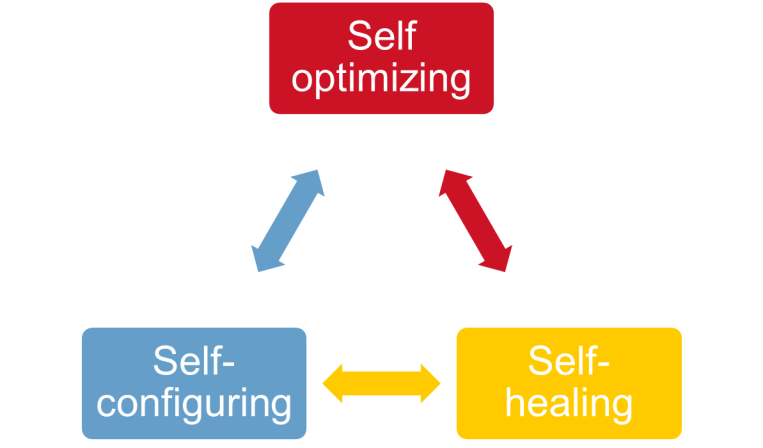 Self
optimizing
Self-
configuring
Self-
healing